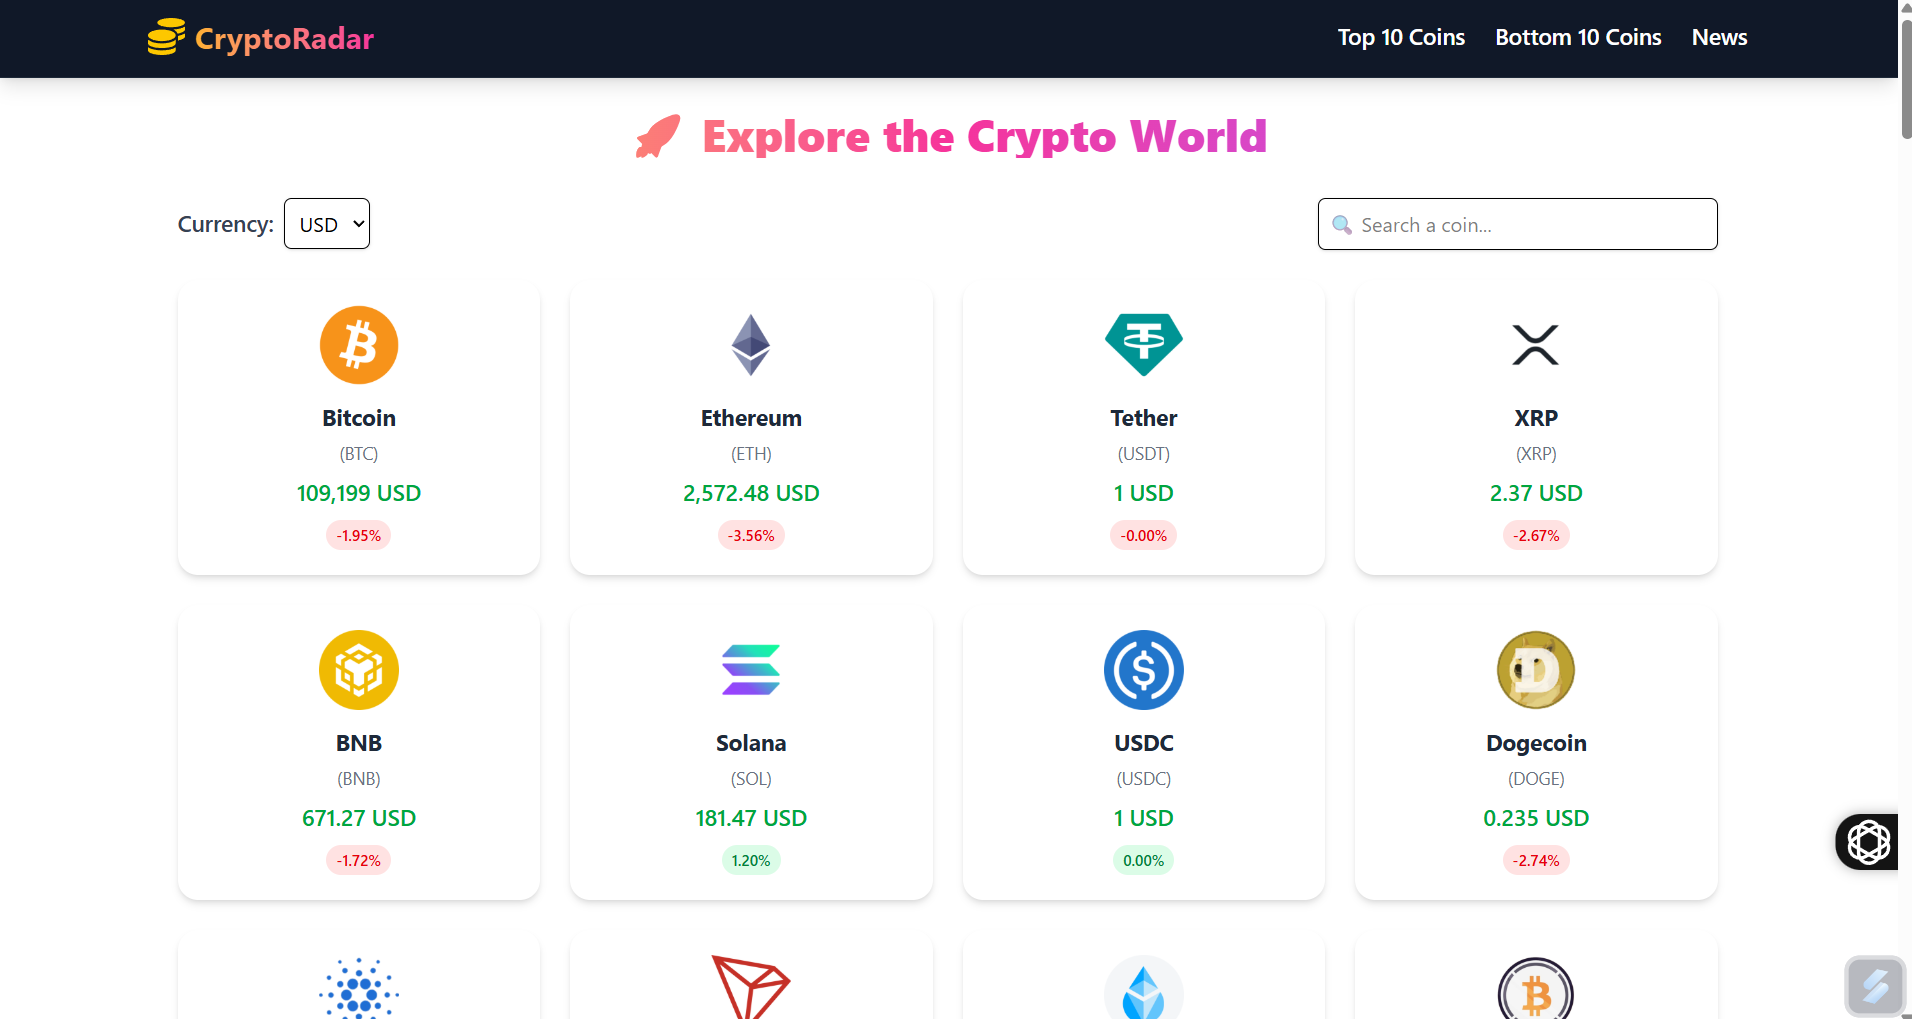 CryptoRadar
Top 10 Coins Bottom 10 Coins News
Explore the Crypto World
Currency: USD
Search a coin...
Bitcoin
(BTC)
109,199 USD
-1.95%
Ethereum
(ETH)
2,572.48 USD
-3.56%
Tether
(USDT)
1 USD
-0.00%
XRP
(XRP)
2.37 USD
-2.67%
BNB
(BNB)
671.27 USD
-1.72%
Solana
(SOL)
181.47 USD
1.20%
USDC
(USDC)
1 USD
0.00%
Dogecoin
(DOGE)
0.235 USD
-2.74%